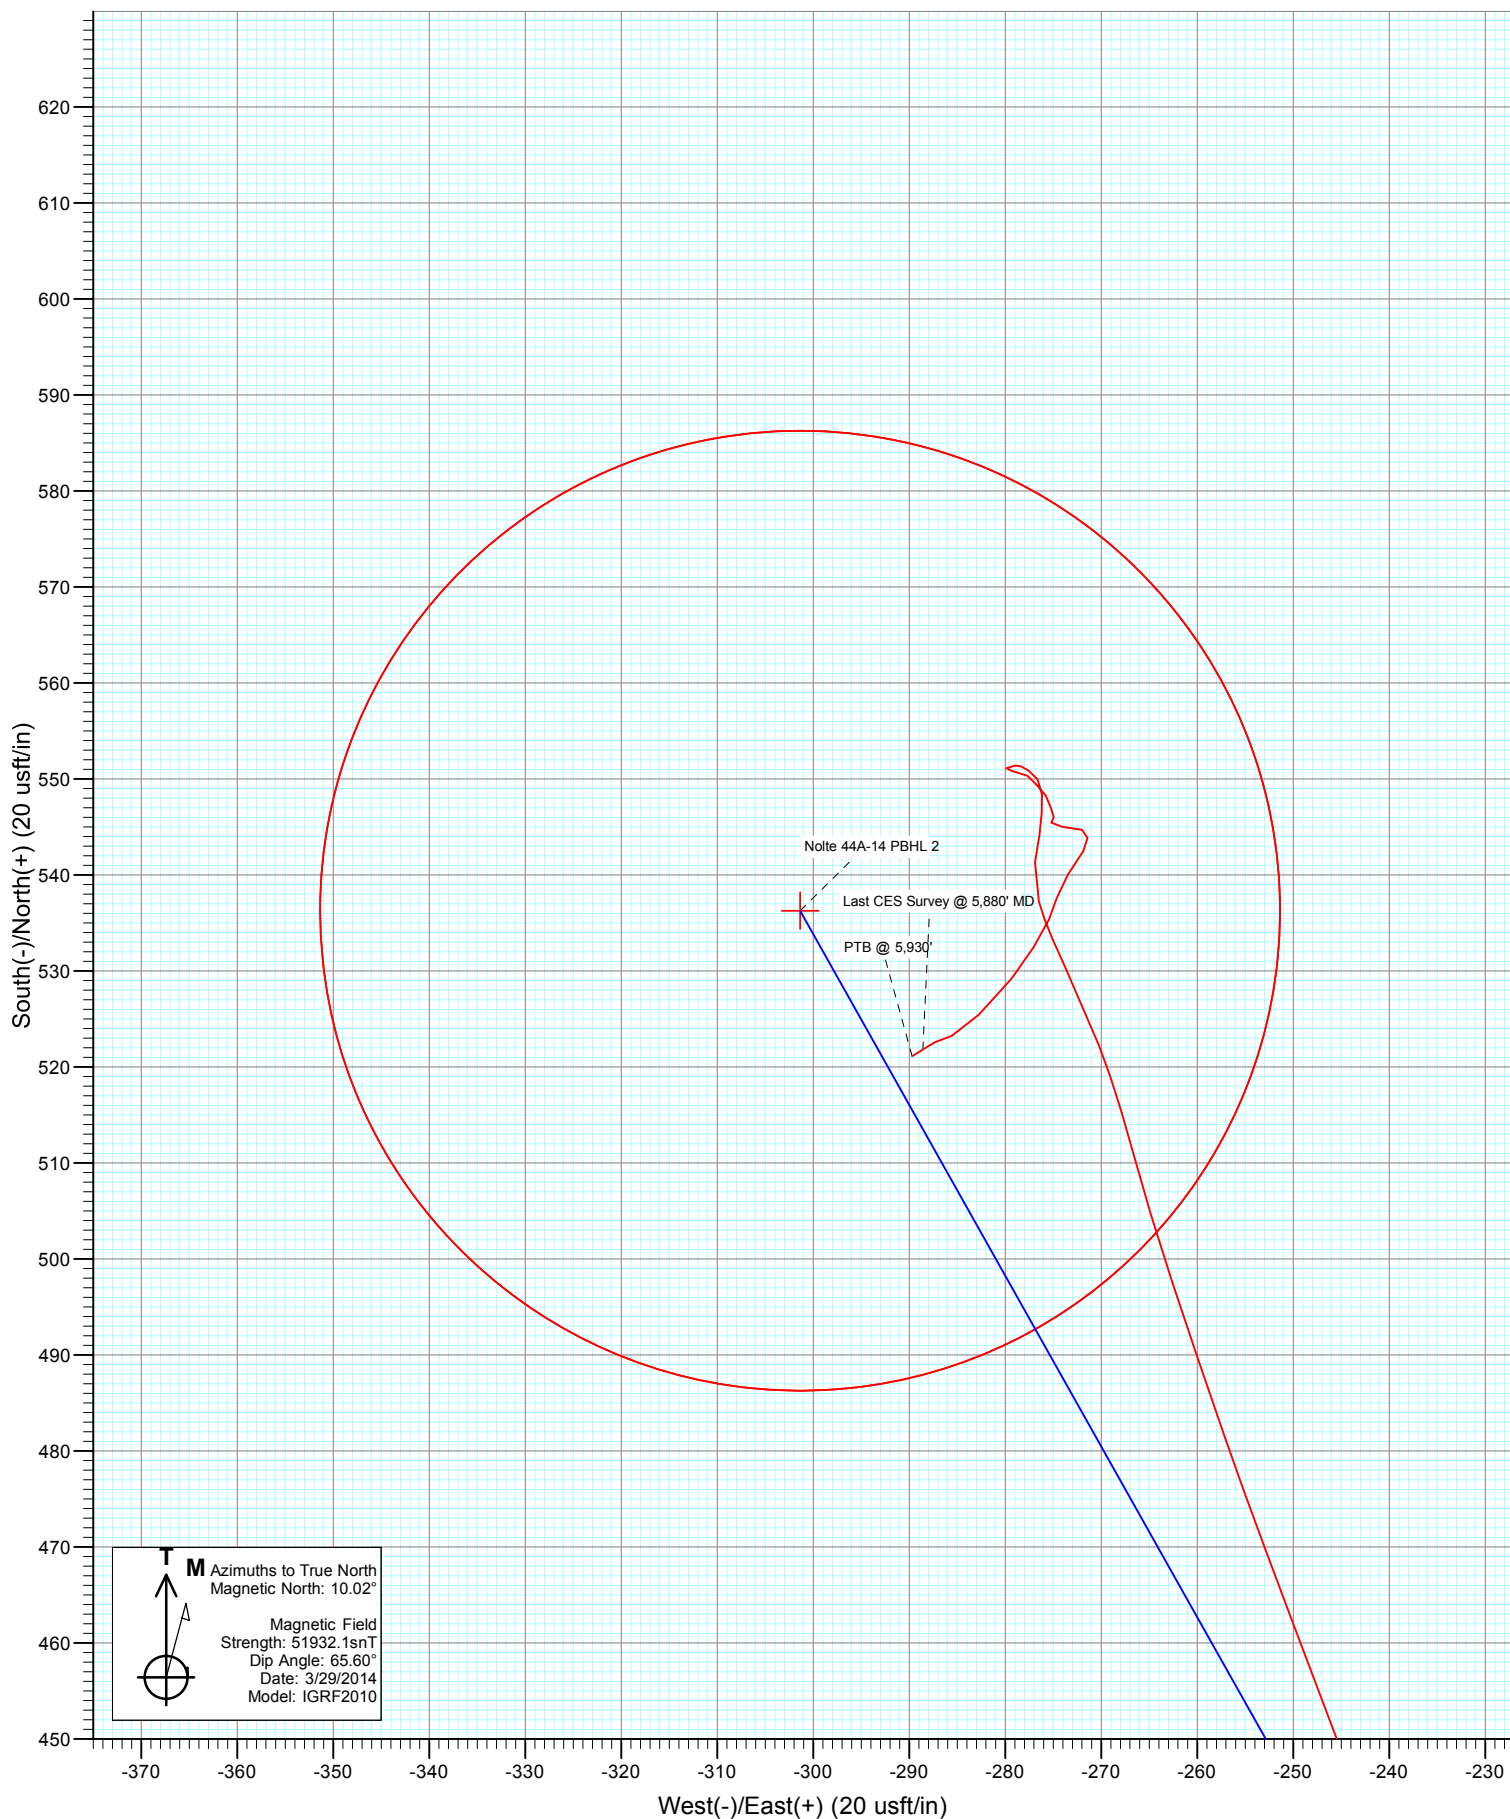 620
610
600
590
580
570
560
550
540
530
520
510
500
490
480
470
460
450
South(-)/North(+) (20 usft/in)
Nolte 44A-14 PBHL 2
Last CES Survey @ 5,880' MD
PTB @ 5,930'
T
M
Azimuths to True North
Magnetic North: 10.02°
Magnetic Field
Strength: 51932.1snT
Dip Angle: 65.60°
Date: 3/29/2014
Model: IGRF2010
-370 -360 -350 -340 -330 -320 -310 -300 -290 -280 -270 -260 -250 -240 -230
West(-)/East(+) (20 usft/in)